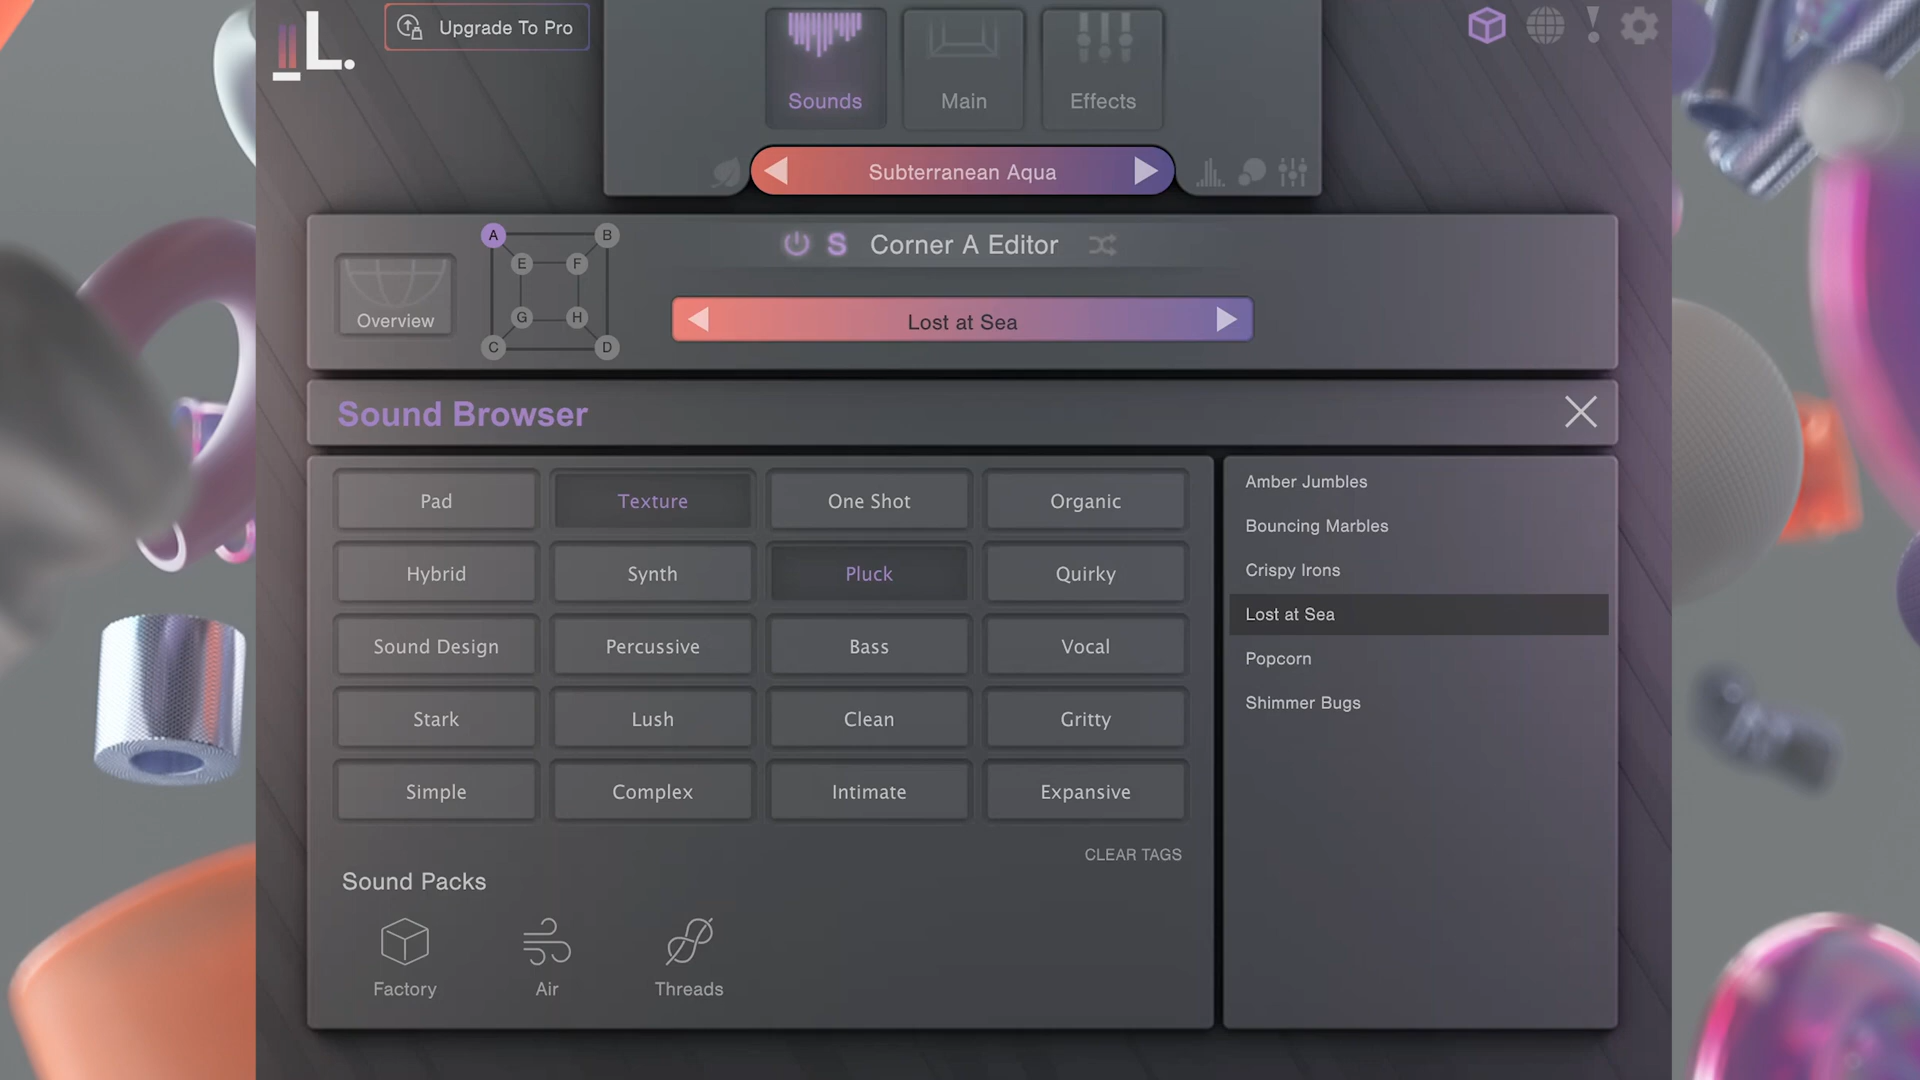 L.
Upgrade To Pro
Sounds
Main
Effects
Subterranean Aqua
A
B
E
F
G
H
C
D
Overview
S
Corner A Editor
Lost at Sea
Sound Browser
Pad
Texture
One Shot
Organic
Hybrid
Synth
Pluck
Quirky
Sound Design
Percussive
Bass
Vocal
Stark
Lush
Clean
Gritty
Simple
Complex
Intimate
Expansive
CLEAR TAGS
Sound Packs
Factory
Air
Threads
Amber Jumbles
Bouncing Marbles
Crispy Irons
Lost at Sea
Popcorn
Shimmer Bugs